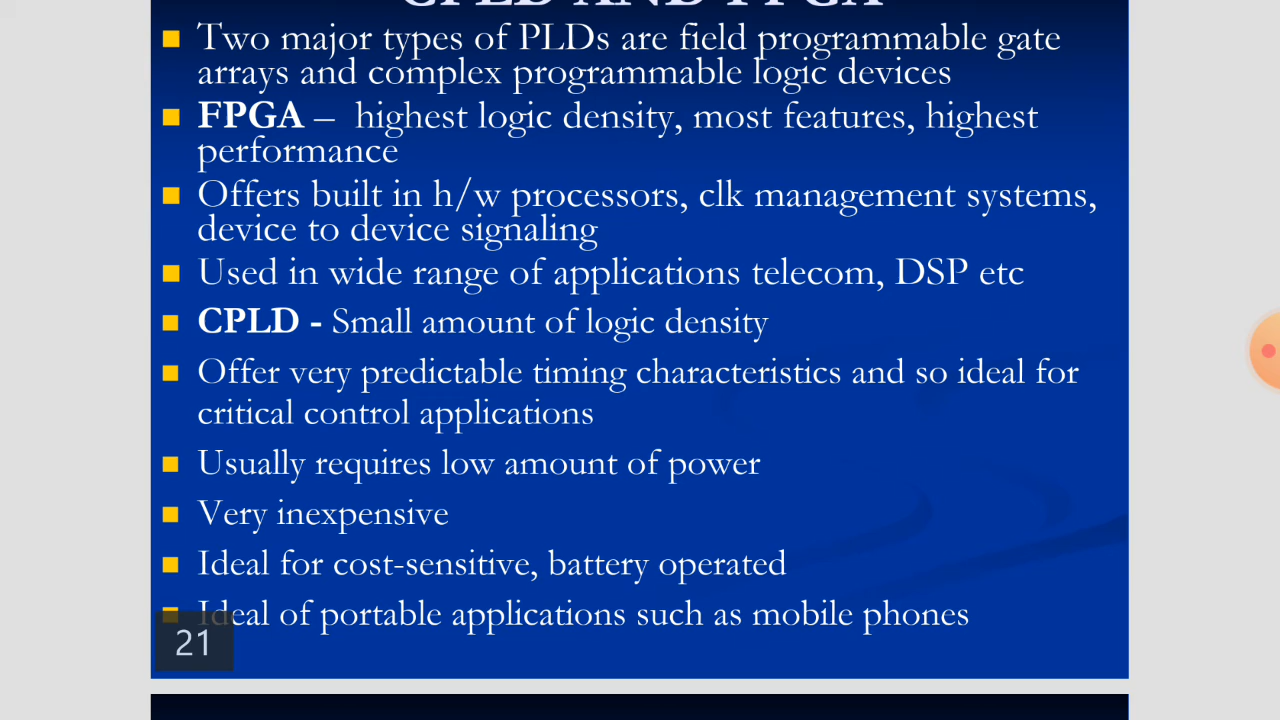 CPLD AND FPGA
Two major types of PLDs are field programmable gate
arrays and complex programmable logic devices
FPGA – highest logic density, most features, highest
performance
Offers built in h/w processors, clk management systems,
device to device signaling
Used in wide range of applications telecom, DSP etc
CPLD - Small amount of logic density
Offer very predictable timing characteristics and so ideal for
critical control applications
Usually requires low amount of power
Very inexpensive
Ideal for cost-sensitive, battery operated
Ideal of portable applications such as mobile phones
21